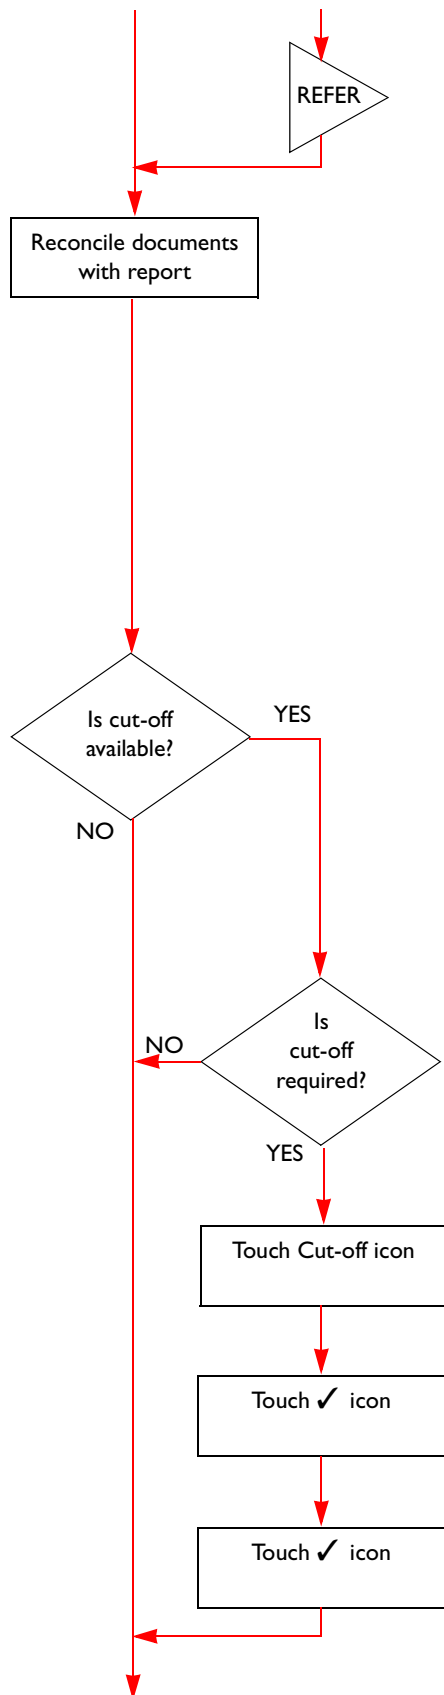 REFER
Reconcile documents
with report
Is cut-off
available?
YES
NO
Is
cut-off
required?
NO
YES
Touch Cut-off icon
Touch ✓ icon
Touch ✓ icon